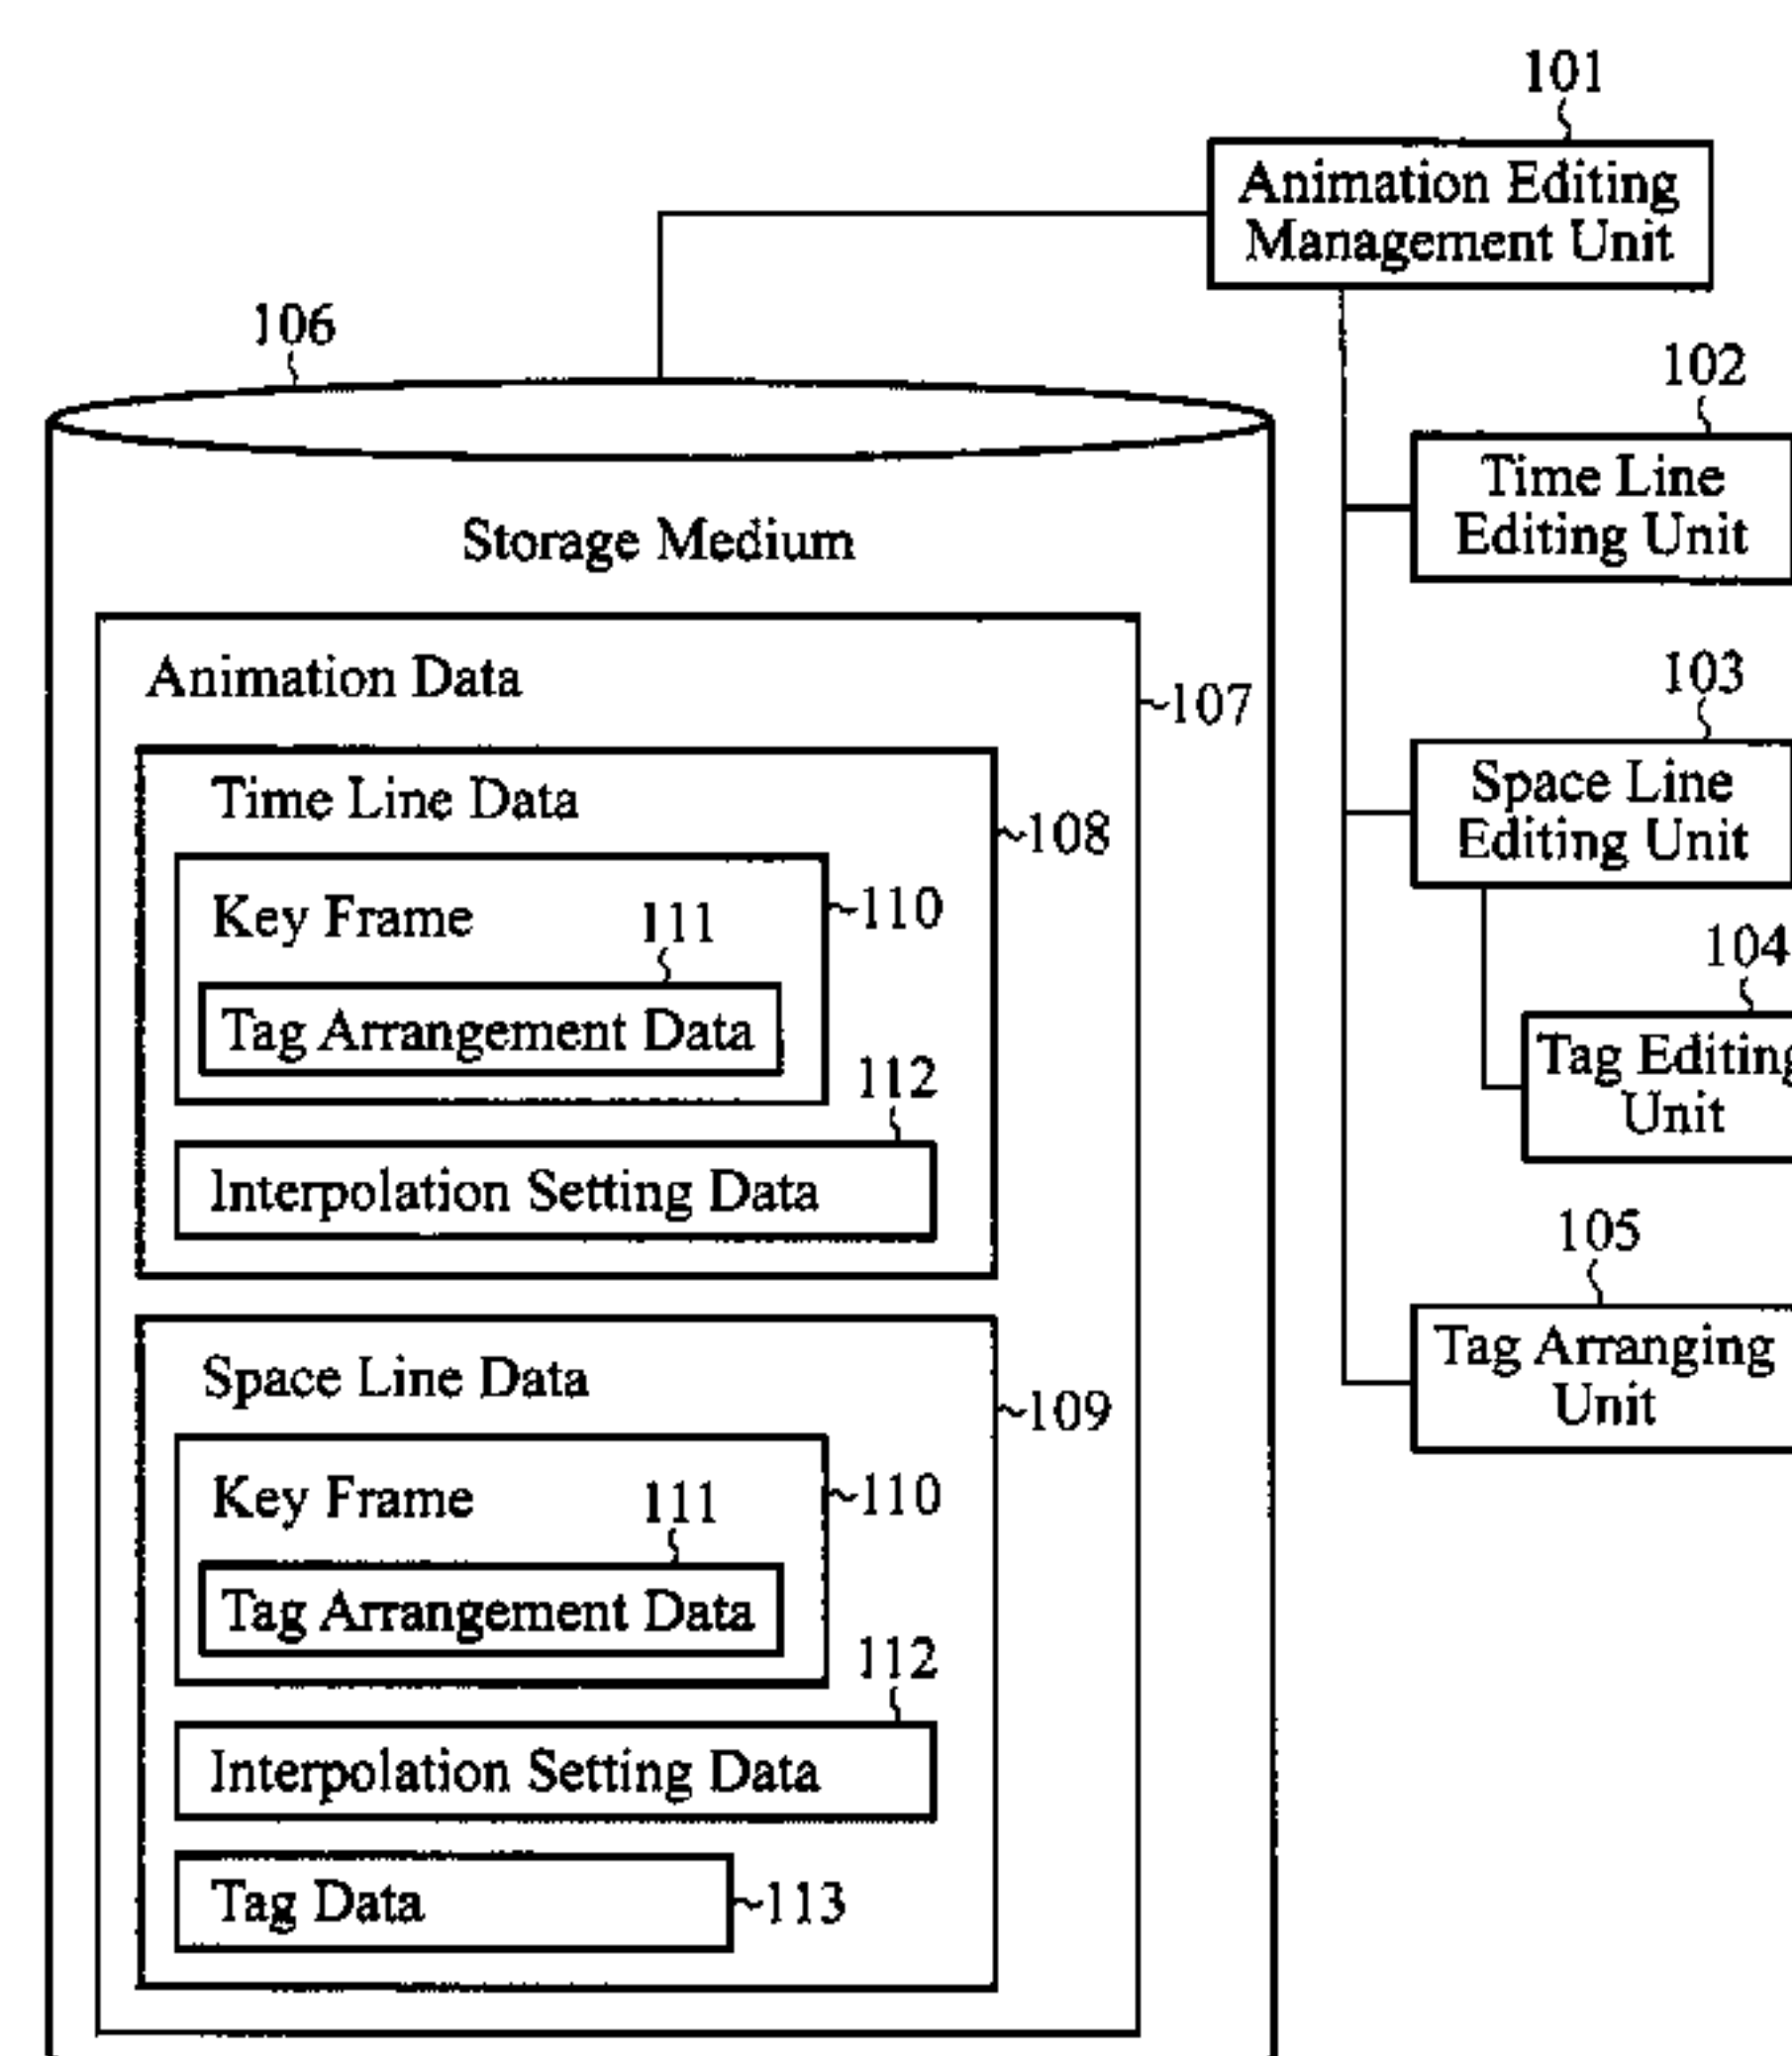 101
Animation Editing
Management Unit
106
102
Time Line
Editing Unit
Storage Medium
Animation Data
107
103
Space Line
Editing Unit
Time Line Data
108
Key Frame
110
111
Tag Arrangement Data
104
Tag Editing
Unit
112
Interpolation Setting Data
105
Tag Arranging
Unit
Space Line Data
109
Key Frame
110
111
Tag Arrangement Data
112
Interpolation Setting Data
Tag Data
113